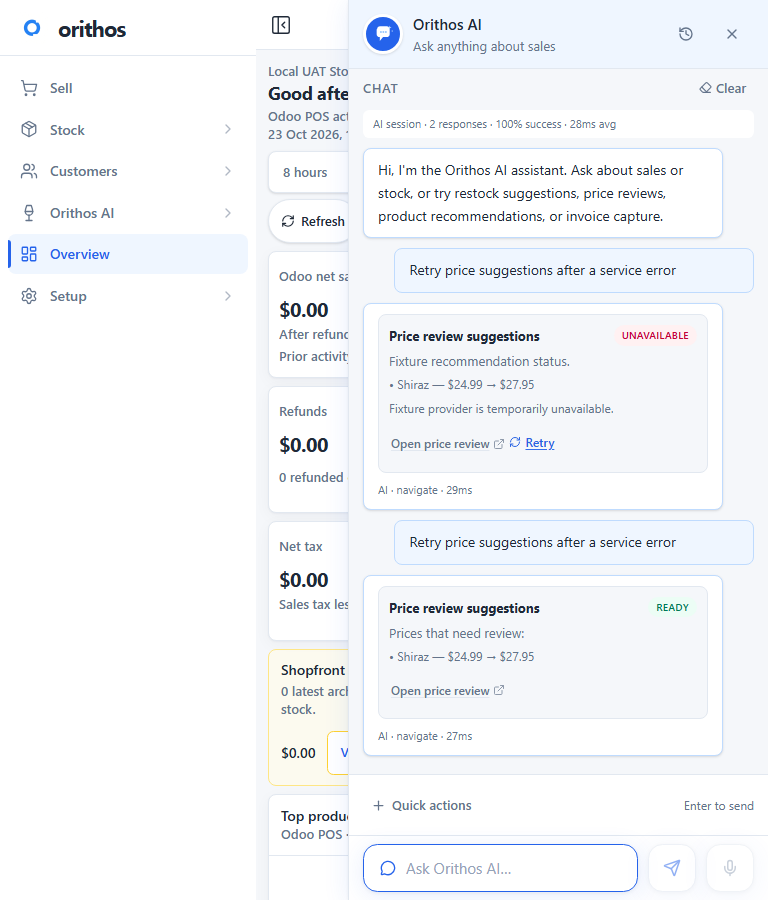 orithos
Sell
Stock
Customers
Orithos AI
Overview
Setup
Local UAT Sto
Good afte
Odoo POS act
23 Oct 2026,
8 hours
Refresh
Odoo net sa
$0.00
After refund
Prior activity
Refunds
$0.00
0 refunded
Net tax
$0.00
Sales tax les
Shopfront
0 latest arch
stock.
$0.00
V
Top produ
Odoo POS ·
Orithos AI
Ask anything about sales
CHAT
Clear
AI session · 2 responses · 100% success · 28ms avg
Hi, I'm the Orithos AI assistant. Ask about sales or
stock, or try restock suggestions, price reviews,
product recommendations, or invoice capture.
Retry price suggestions after a service error
Price review suggestions
UNAVAILABLE
Fixture recommendation status.
• Shiraz — $24.99 → $27.95
Fixture provider is temporarily unavailable.
Open price review
Retry
AI · navigate · 29ms
Retry price suggestions after a service error
Price review suggestions
READY
Prices that need review:
• Shiraz — $24.99 → $27.95
Open price review
AI · navigate · 27ms
Quick actions
Enter to send
Ask Orithos AI...